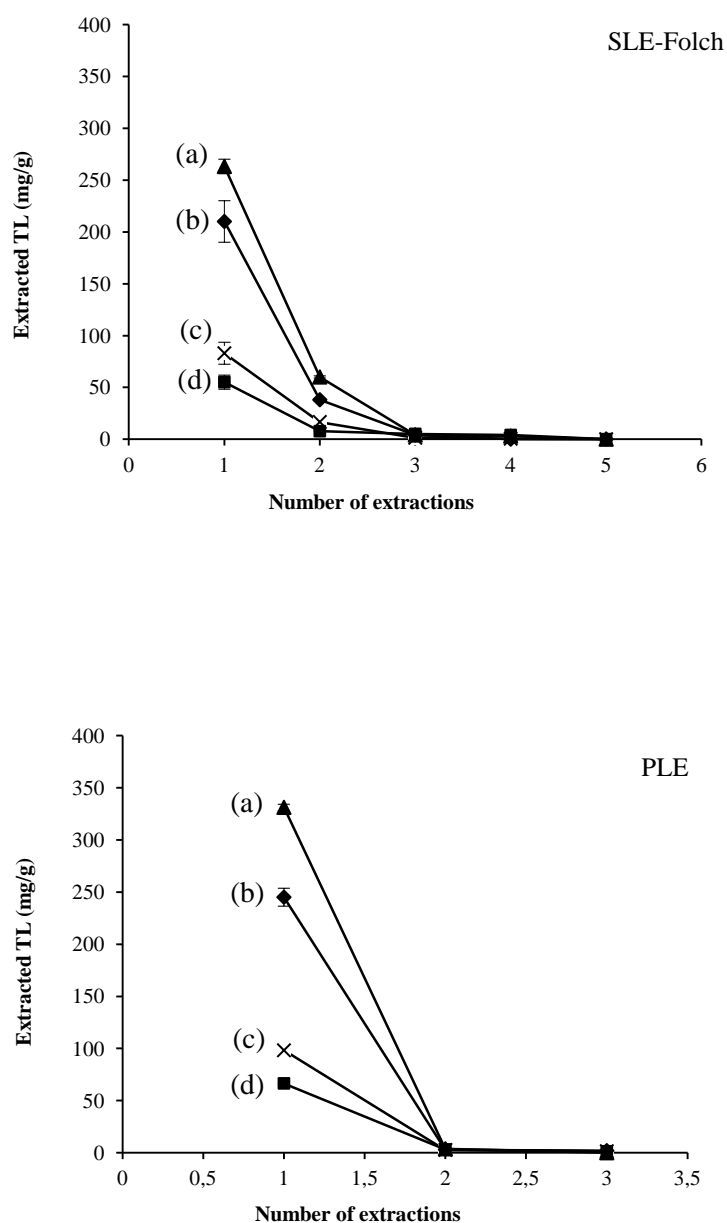 SLE-Folch
400
350
300
250
200
150
100
50
0
Extracted TL (mg/g)
(a)
(b)
(c)
(d)
0 1 2 3 4 5 6
Number of extractions
PLE
400
350
300
250
200
150
100
50
0
Extracted TL (mg/g)
(a)
(b)
(c)
(d)
0 0,5 1 1,5 2 2,5 3 3,5
Number of extractions